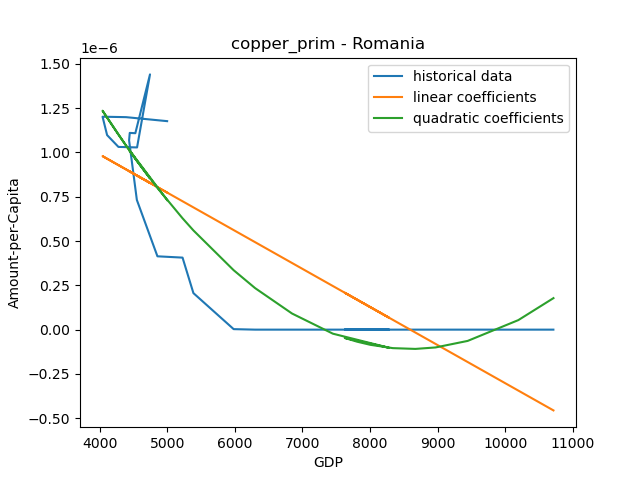 copper_prim - Romania
1e−6
historical data
linear coefficients
quadratic coefficients
Amount-per-Capita
1.50
1.25
1.00
0.75
0.50
0.25
0.00
−0.25
−0.50
4000 5000 6000 7000 8000 9000 10000 11000
GDP